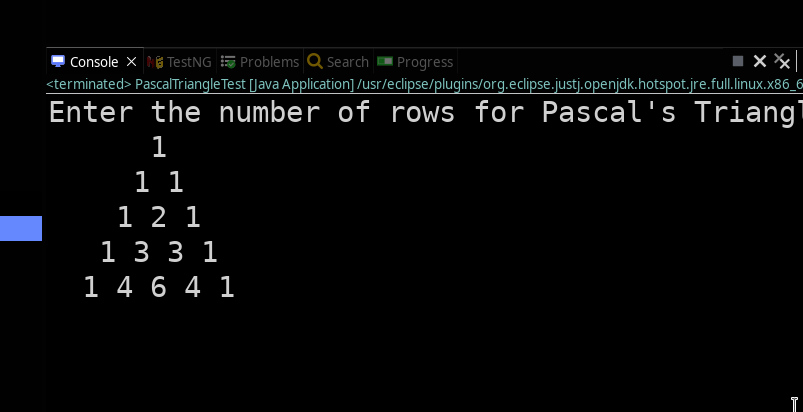 Console TestNG Problems Search Progress
<terminated> PascalTriangleTest [Java Application] /usr/eclipse/plugins/org.eclipse.justj.openjdk.hotspot.jre.full.linux.x86_6
Enter the number of rows for Pascal's Triangl
1
1 1
1 2 1
1 3 3 1
1 4 6 4 1